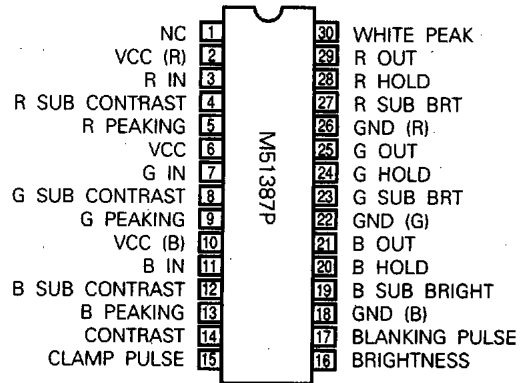 NC 1 30 WHITE PEAK
VCC (R) 2 29 R OUT
R IN 3 28 R HOLD
R SUB CONTRAST 4 27 R SUB BRT
R PEAKING 5 26 GND (R)
VCC 6 25 G OUT
G IN 7 24 G HOLD
G SUB CONTRAST 8 23 G SUB BRT
G PEAKING 9 22 GND (G)
VCC (B) 10 21 B OUT
B IN 11 20 B HOLD
B SUB CONTRAST 12 19 B SUB BRIGHT
B PEAKING 13 18 GND (B)
CONTRAST 14 17 BLANKING PULSE
CLAMP PULSE 15 16 BRIGHTNESS
M51387P